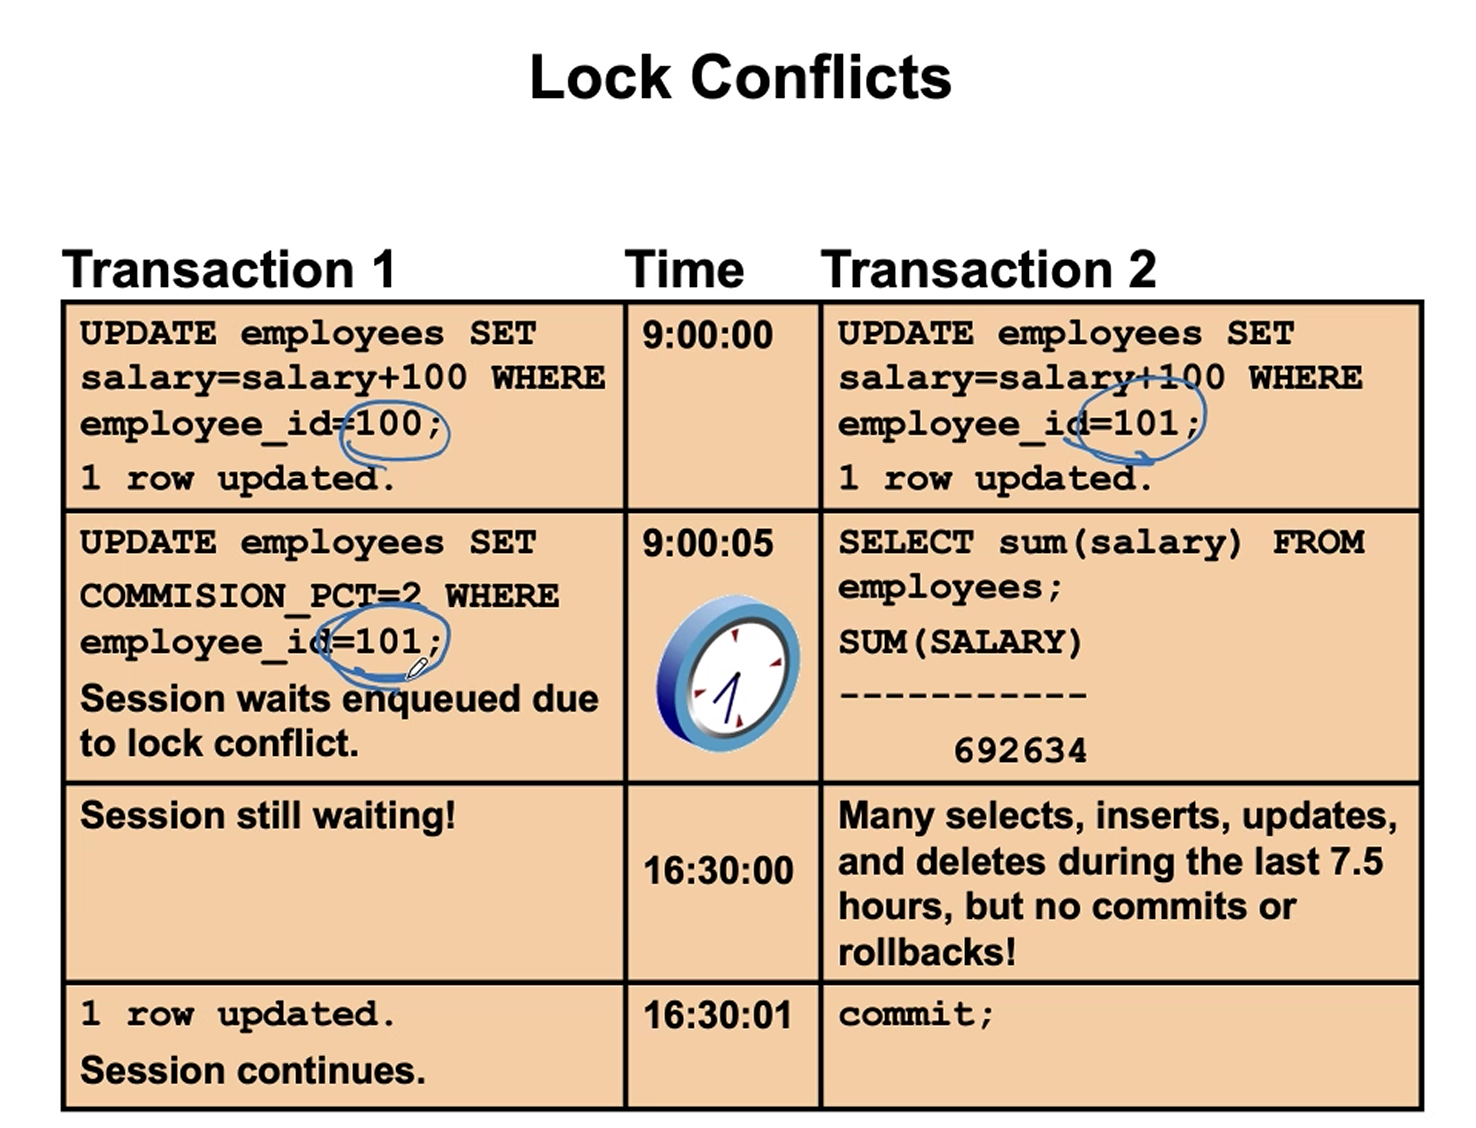 Lock Conflicts
Transaction 1
Time
Transaction 2
UPDATE employees SET
salary=salary+100 WHERE
employee_id=100;
1 row updated.
9:00:00
UPDATE employees SET
salary=salary+100 WHERE
employee_id=101;
1 row updated.
UPDATE employees SET
COMMISION_PCT=2 WHERE
employee_id=101;
Session waits enqueued due
to lock conflict.
9:00:05
SELECT sum(salary) FROM
employees;
SUM(SALARY)
-----------
692634
Session still waiting!
16:30:00
Many selects, inserts, updates,
and deletes during the last 7.5
hours, but no commits or
rollbacks!
1 row updated.
Session continues.
16:30:01
commit;